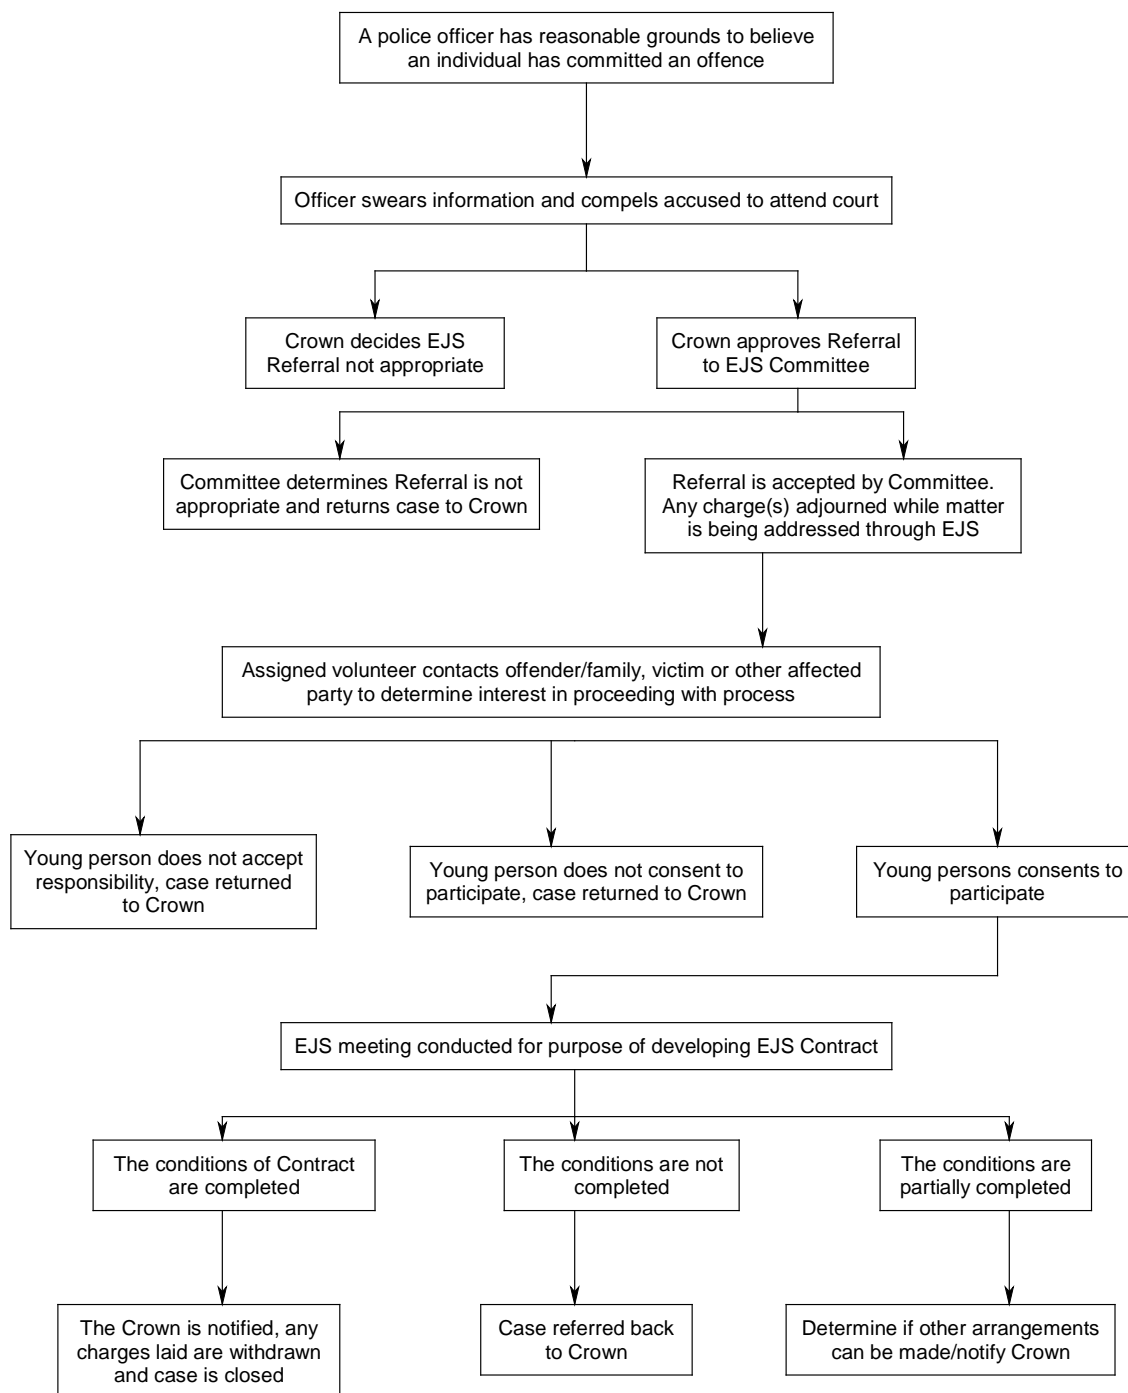 A police officer has reasonable grounds to believe
an individual has committed an offence
Officer swears information and compels accused to attend court
Crown decides EJS
Referral not appropriate
Crown approves Referral
to EJS Committee
Committee determines Referral is not
appropriate and returns case to Crown
Referral is accepted by Committee.
Any charge(s) adjourned while matter
is being addressed through EJS
Assigned volunteer contacts offender/family, victim or other affected
party to determine interest in proceeding with process
Young person does not accept
responsibility, case returned
to Crown
Young person does not consent to
participate, case returned to Crown
Young persons consents to
participate
EJS meeting conducted for purpose of developing EJS Contract
The conditions of Contract
are completed
The conditions are not
completed
The conditions are
partially completed
The Crown is notified, any
charges laid are withdrawn
and case is closed
Case referred back
to Crown
Determine if other arrangements
can be made/notify Crown